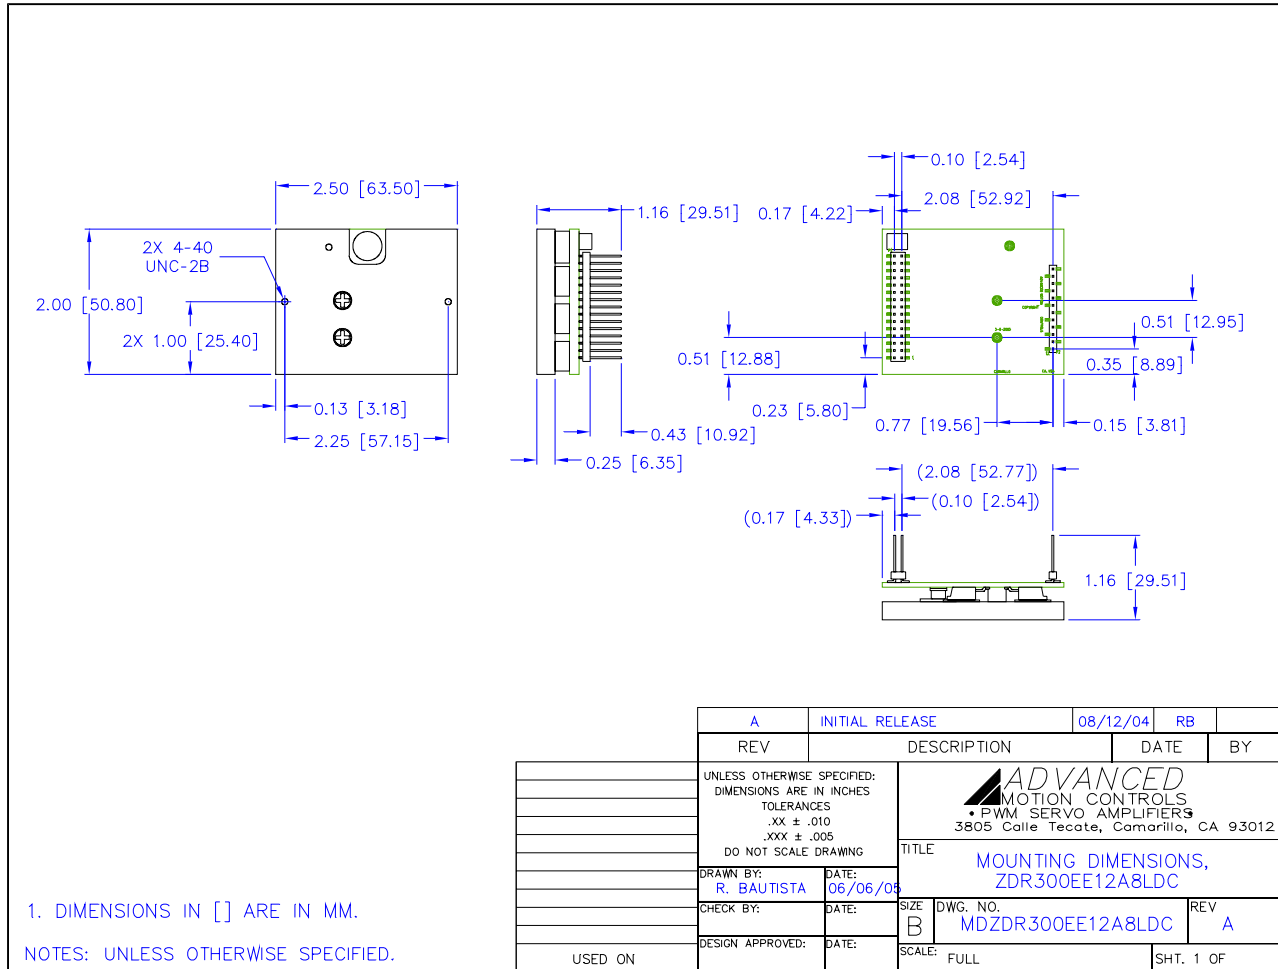 0.10 [2.54]
2.50 [63.50]
2.08 [52.92]
1.16 [29.51]
0.17 [4.22]
2X 4-40
UNC-2B
2.00 [50.80]
2X 1.00 [25.40]
0.51 [12.95]
0.51 [12.88]
0.35 [8.89]
0.13 [3.18]
0.23 [5.80]
2.25 [57.15]
0.43 [10.92]
0.77 [19.56]
0.15 [3.81]
0.25 [6.35]
(2.08 [52.77])
(0.10 [2.54])
(0.17 [4.33])
1.16 [29.51]
A INITIAL RELEASE 08/12/04 RB
REV DESCRIPTION DATE BY
UNLESS OTHERWISE SPECIFIED:
DIMENSIONS ARE IN INCHES
TOLERANCES
.XX ± .010
.XXX ± .005
DO NOT SCALE DRAWING
ADVANCED
MOTION CONTROLS
• PWM SERVO AMPLIFIERS •
3805 Calle Tecate, Camarillo, CA 93012
TITLE
MOUNTING DIMENSIONS,
ZDR300EE12A8LDC
DRAWN BY: DATE:
R. BAUTISTA 06/06/05
CHECK BY: DATE:
SIZE DWG. NO. REV
B MDZDR300EE12A8LDC A
DESIGN APPROVED: DATE:
SCALE: FULL SHT. 1 OF
USED ON
1. DIMENSIONS IN [] ARE IN MM.
NOTES: UNLESS OTHERWISE SPECIFIED.